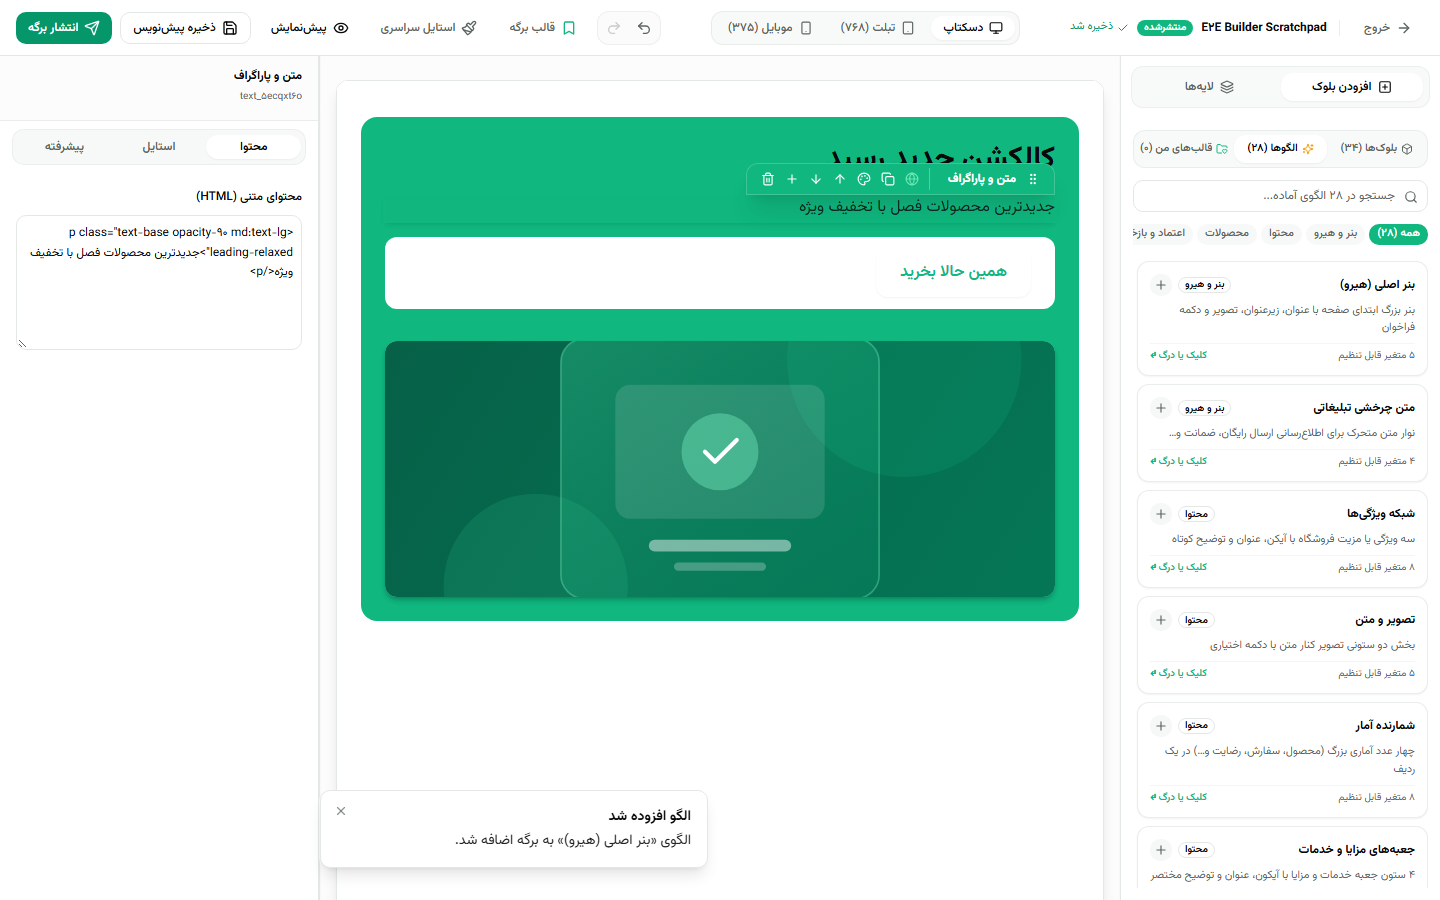 خروج
E2E Builder Scratchpad
منتشرشده
ذخیره شد
دسکتاپ
تبلت (۷۶۸)
موبایل (۳۷۵)
قالب برگه
استایل سراسری
پیش‌نمایش
ذخیره پیش‌نویس
انتشار برگه
افزودن بلوک
لایه‌ها
بلوک‌ها (۳۴)
الگوها (۲۸)
قالب‌های من (۰)
جستجو در ۲۸ الگوی آماده...
همه (۲۸)
بنر و هیرو
محتوا
محصولات
اعتماد و بازخ
بنر اصلی (هیرو)
بنر و هیرو
بنر بزرگ ابتدای صفحه با عنوان، زیرعنوان، تصویر و دکمه
فراخوان
۵ متغیر قابل تنظیم
کلیک یا درگ
متن چرخشی تبلیغاتی
بنر و هیرو
نوار متن متحرک برای اطلاع‌رسانی ارسال رایگان، ضمانت و...
۴ متغیر قابل تنظیم
کلیک یا درگ
شبکه ویژگی‌ها
محتوا
سه ویژگی یا مزیت فروشگاه با آیکن، عنوان و توضیح کوتاه
۸ متغیر قابل تنظیم
کلیک یا درگ
تصویر و متن
محتوا
بخش دو ستونی تصویر کنار متن با دکمه اختیاری
۵ متغیر قابل تنظیم
کلیک یا درگ
شمارنده آمار
محتوا
چهار عدد آماری بزرگ (محصول، سفارش، رضایت و...) در یک
ردیف
۸ متغیر قابل تنظیم
کلیک یا درگ
جعبه‌های مزایا و خدمات
محتوا
۴ ستون جعبه خدمات و مزایا با آیکون، عنوان و توضیح مختصر
کالکشن جدید رسید
متن و پاراگراف
جدیدترین محصولات فصل با تخفیف ویژه
همین حالا بخرید
الگو افزوده شد
الگوی «بنر اصلی (هیرو)» به برگه اضافه شد.
متن و پاراگراف
text_۵ecqxt۶o
محتوا
استایل
پیشرفته
محتوای متنی (HTML)
<p class="text-base opacity-۹۰ md:text-lg
leading-relaxed">جدیدترین محصولات فصل با تخفیف
ویژه</p>